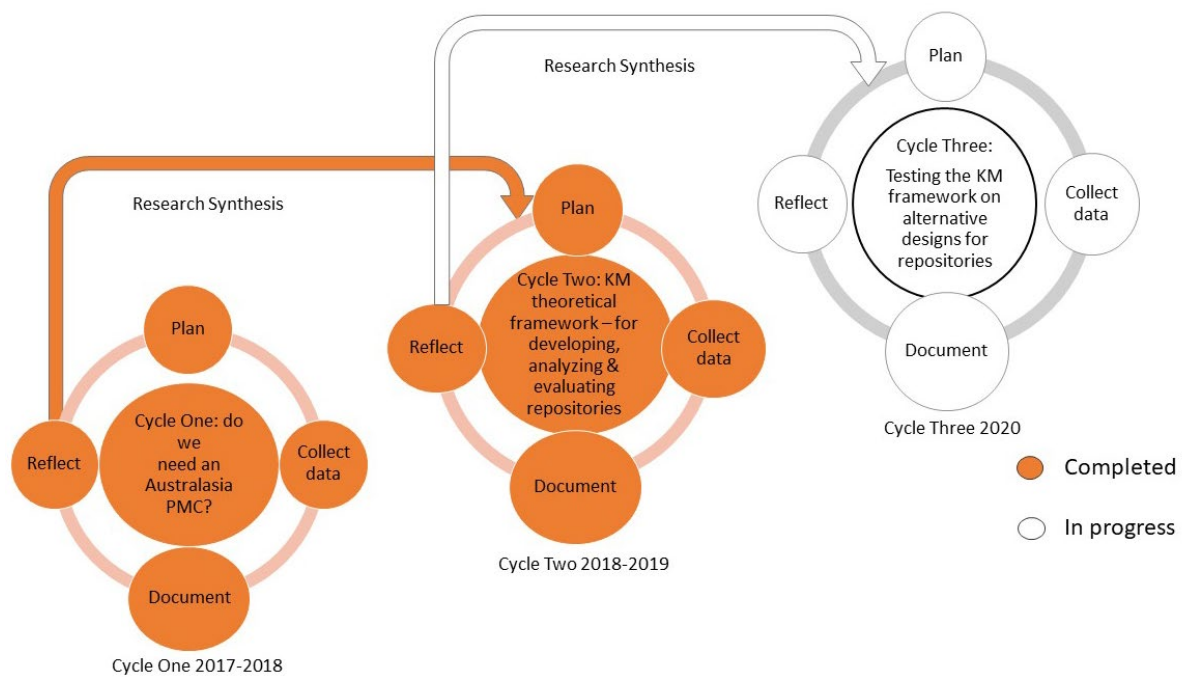 Research Synthesis
Plan
Cycle Three:
Testing the KM
framework on
alternative
designs for
repositories
Reflect
Collect
data
Document
Cycle Three 2020
Research Synthesis
Plan
Cycle Two: KM
theoretical
framework – for
developing,
analyzing &
evaluating
repositories
Reflect
Collect
data
Document
Cycle Two 2018-2019
Plan
Cycle One: do
we
need an
Australasia
PMC?
Reflect
Collect
data
Document
Cycle One 2017-2018
Completed
In progress